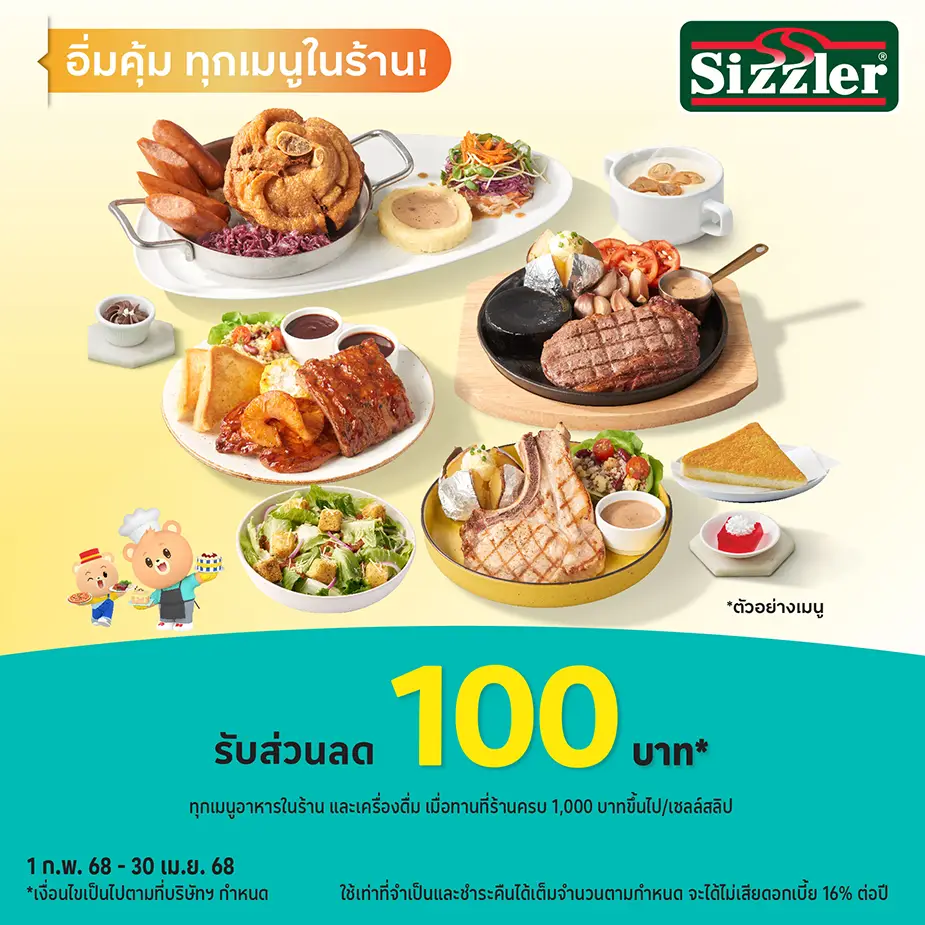 อิ่มคุ้ม ทุกเมนูในร้าน!
Sizzler®
*ตัวอย่างเมนู
รับส่วนลด 100 บาท*
ทุกเมนูอาหารในร้าน และเครื่องดื่ม เมื่อทานที่ร้านครบ 1,000 บาทขึ้นไป/เซลล์สลิป
1 ก.พ. 68 - 30 เม.ย. 68
*เงื่อนไขเป็นไปตามที่บริษัทฯ กำหนด ใช้เท่าที่จำเป็นและชำระคืนได้เต็มจำนวนตามกำหนด จะได้ไม่เสียดอกเบี้ย 16% ต่อปี